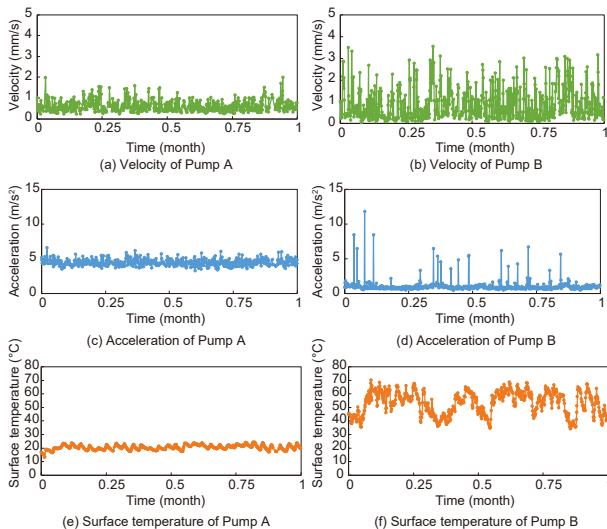 Velocity (mm/s)
5
4
3
2
1
0
0 0.25 0.5 0.75 1
Time (month)
(a) Velocity of Pump A
Velocity (mm/s)
5
4
3
2
1
0
0 0.25 0.5 0.75 1
Time (month)
(b) Velocity of Pump B
Acceleration (m/s²)
15
10
5
0
0 0.25 0.5 0.75 1
Time (month)
(c) Acceleration of Pump A
Acceleration (m/s²)
15
10
5
0
0 0.25 0.5 0.75 1
Time (month)
(d) Acceleration of Pump B
Surface temperature (°C)
80
70
60
50
40
30
20
10
0
0 0.25 0.5 0.75 1
Time (month)
(e) Surface temperature of Pump A
Surface temperature (°C)
80
70
60
50
40
30
20
10
0
0 0.25 0.5 0.75
Time (month)
(f) Surface temperature of Pump B